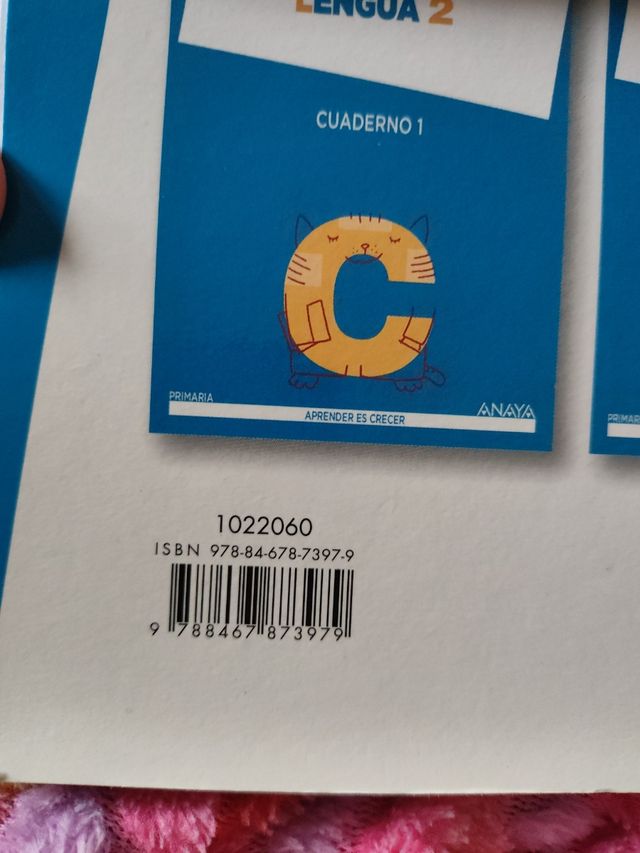 LENGUA 2
CUADERNO 1
PRIMARIA
APRENDER ES CRECER
ANAYA
1022060
ISBN 978-84-678-7397-9
9 788467 873979